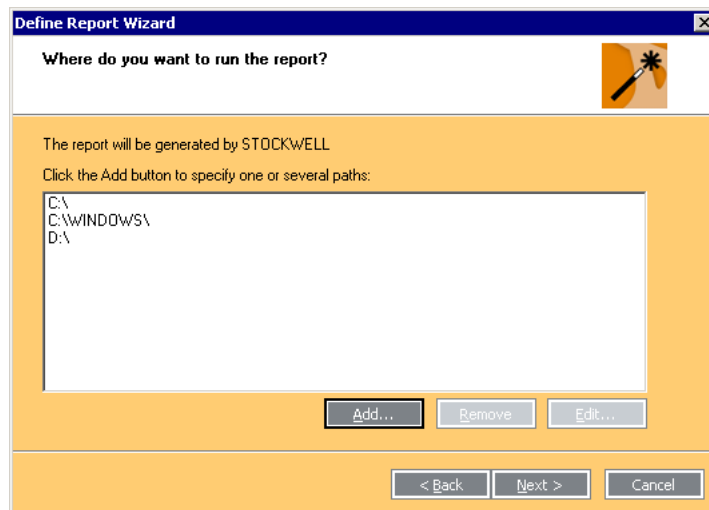 Define Report Wizard
Where do you want to run the report?
The report will be generated by STOCKWELL
Click the Add button to specify one or several paths:
C:\
C:\WINDOWS\
D:\
Add... Remove Edit...
< Back Next > Cancel